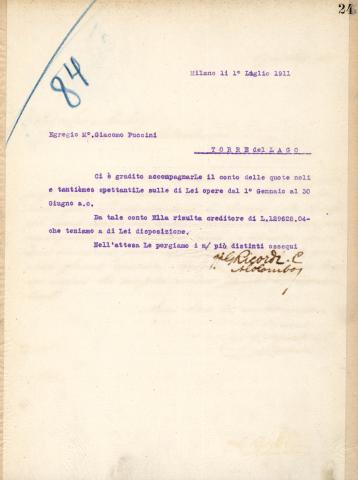 24
84
Milano li 1° Luglio 1911
Egregio M°.Giacomo Puccini
TORRE del LAGO
Ci è gradito accompagnarLe il conto delle quote noli
e tantièmes spettantiLe sulle di Lei opere dal 1° Gennaio al 30
Giugno a.c.
Da tale conto Ella risulta creditore di L.129628.04-
che teniamo a di Lei disposizione.
Nell'attesa Le porgiamo i n/ più distinti ossequi
G Ricordi. C